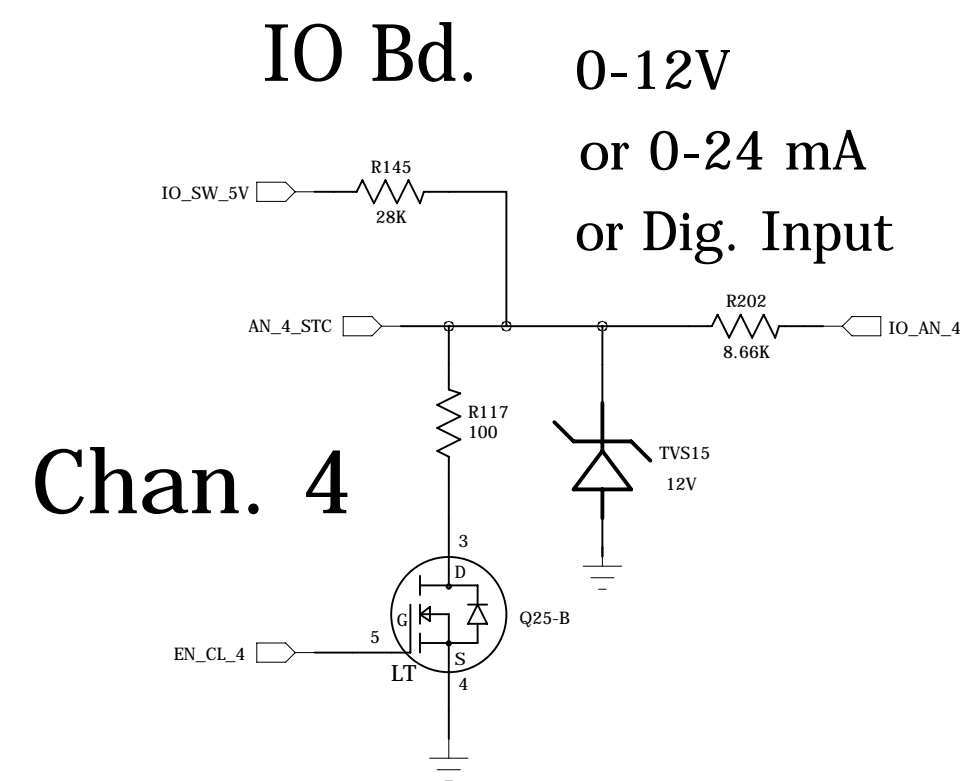 IO Bd.
0-12V
or 0-24 mA
or Dig. Input
R145
IO_SW_5V
28K
R202
AN_4_STC
IO_AN_4
8.66K
R117
100
TVS15
12V
Chan. 4
3
D
G
Q25-B
5
EN_CL_4
S
LT
4